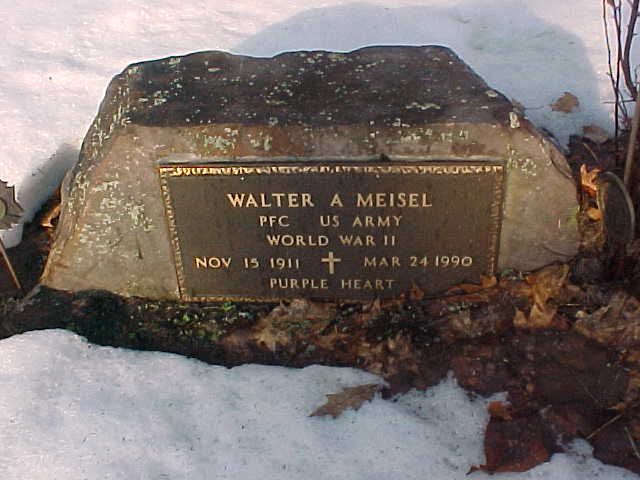 WALTER A MEISEL
PFC US ARMY
WORLD WAR II
NOV 15 1911 MAR 24 1990
PURPLE HEART